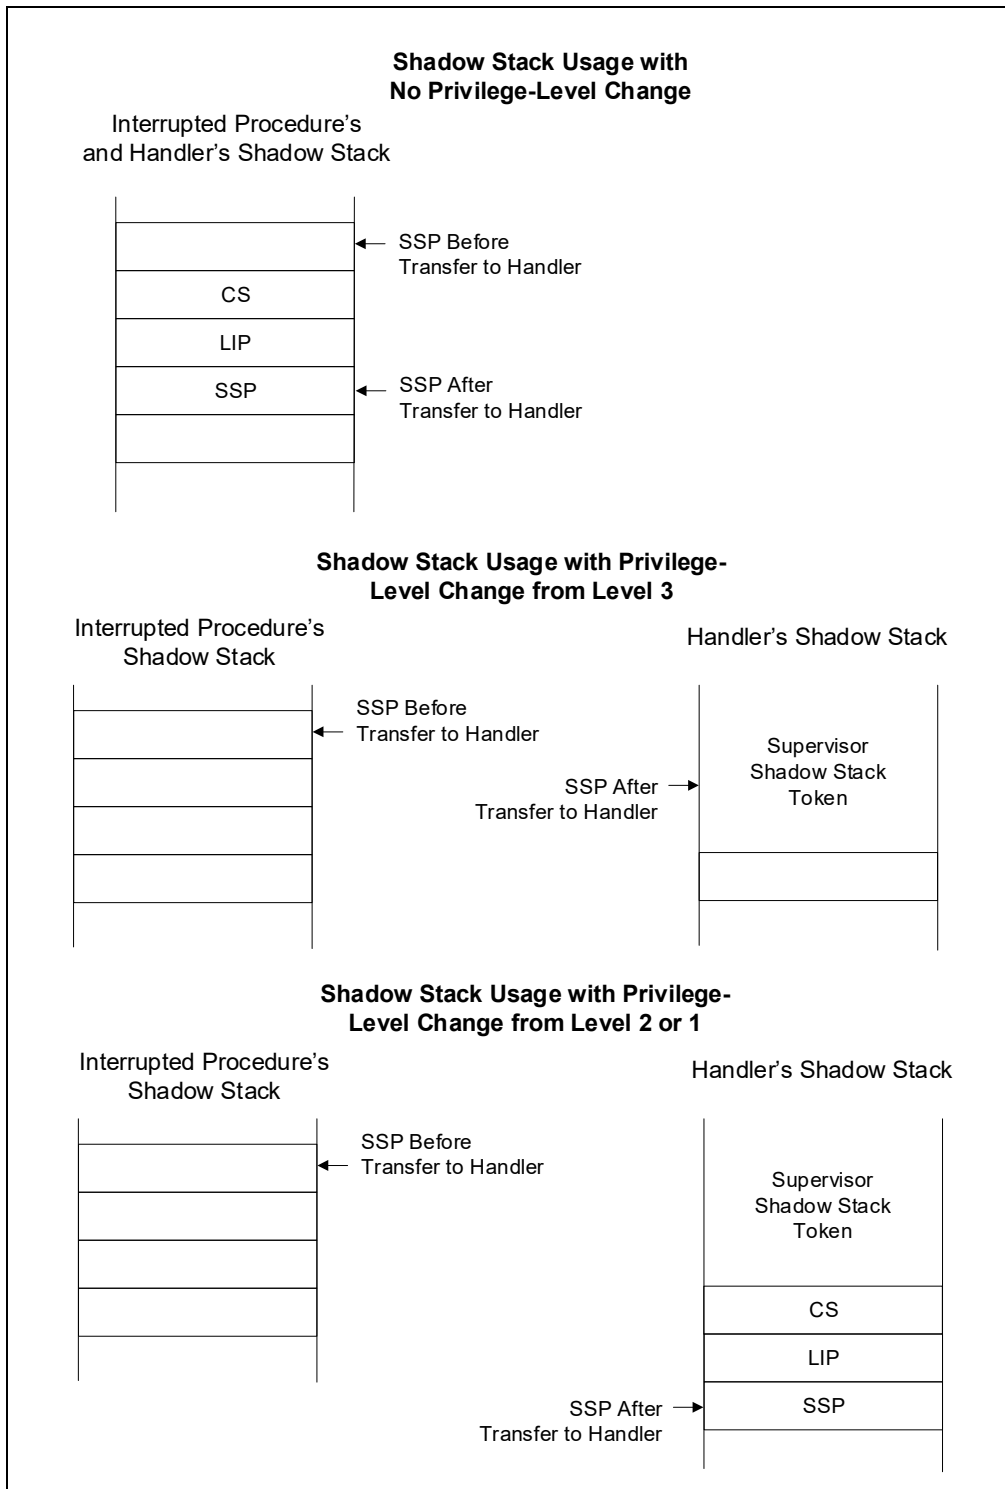 Shadow Stack Usage with
No Privilege-Level Change
Interrupted Procedure’s
and Handler’s Shadow Stack
SSP Before
Transfer to Handler
CS
LIP
SSP
SSP After
Transfer to Handler
Shadow Stack Usage with Privilege-
Level Change from Level 3
Interrupted Procedure’s
Shadow Stack
Handler’s Shadow Stack
SSP Before
Transfer to Handler
SSP After
Transfer to Handler
Supervisor
Shadow Stack
Token
Shadow Stack Usage with Privilege-
Level Change from Level 2 or 1
Interrupted Procedure’s
Shadow Stack
Handler’s Shadow Stack
SSP Before
Transfer to Handler
Supervisor
Shadow Stack
Token
CS
LIP
SSP
SSP After
Transfer to Handler